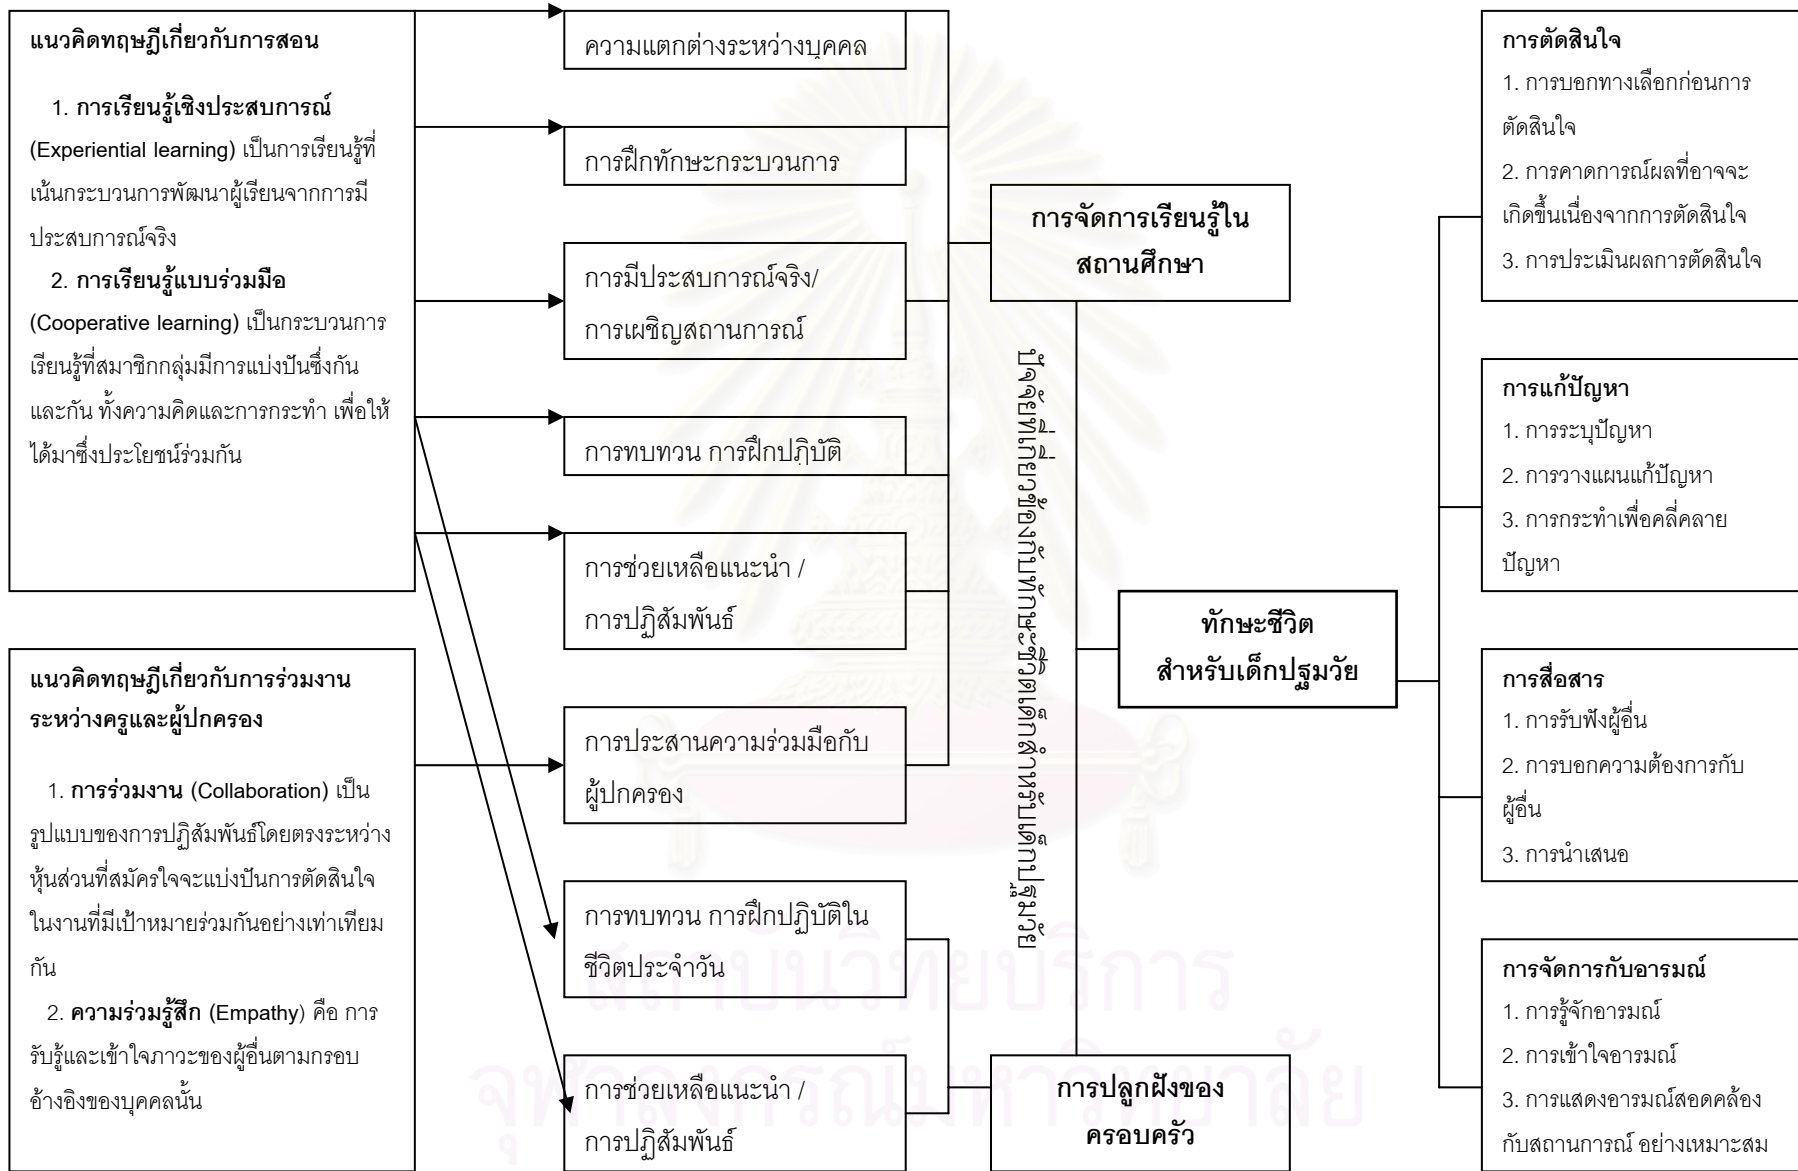 แนวคิดทฤษฎีเกี่ยวกับการสอน
1. การเรียนรู้เชิงประสบการณ์
(Experiential learning) เป็นการเรียนรู้ที่
เน้นกระบวนการพัฒนาผู้เรียนจากการมี
ประสบการณ์จริง
2. การเรียนรู้แบบร่วมมือ
(Cooperative learning) เป็นกระบวนการ
เรียนรู้ที่สมาชิกกลุ่มมีการแบ่งปันซึ่งกัน
และกัน ทั้งความคิดและการกระทำ เพื่อให้
ได้มาซึ่งประโยชน์ร่วมกัน
แนวคิดทฤษฎีเกี่ยวกับการร่วมงาน
ระหว่างครูและผู้ปกครอง
1. การร่วมงาน (Collaboration) เป็น
รูปแบบของการปฏิสัมพันธ์โดยตรงระหว่าง
หุ้นส่วนที่สมัครใจจะแบ่งปันการตัดสินใจ
ในงานที่มีเป้าหมายร่วมกันอย่างเท่าเทียม
กัน
2. ความร่วมรู้สึก (Empathy) คือ การ
รับรู้และเข้าใจภาวะของผู้อื่นตามกรอบ
อ้างอิงของบุคคลนั้น
ความแตกต่างระหว่างบุคคล
การฝึกทักษะกระบวนการ
การมีประสบการณ์จริง/
การเผชิญสถานการณ์
การทบทวน การฝึกปฏิบัติ
การช่วยเหลือแนะนำ /
การปฏิสัมพันธ์
การประสานความร่วมมือกับ
ผู้ปกครอง
การทบทวน การฝึกปฏิบัติใน
ชีวิตประจำวัน
การช่วยเหลือแนะนำ /
การปฏิสัมพันธ์
การจัดการเรียนรู้ใน
สถานศึกษา
ปัจจัยที่เกี่ยวข้องกับทักษะชีวิตเด็กสำหรับเด็กปฐมวัย
การปลูกฝังของ
ครอบครัว
ทักษะชีวิต
สำหรับเด็กปฐมวัย
การตัดสินใจ
1. การบอกทางเลือกก่อนการ
ตัดสินใจ
2. การคาดการณ์ผลที่อาจจะ
เกิดขึ้นเนื่องจากการตัดสินใจ
3. การประเมินผลการตัดสินใจ
การแก้ปัญหา
1. การระบุปัญหา
2. การวางแผนแก้ปัญหา
3. การกระทำเพื่อคลี่คลาย
ปัญหา
การสื่อสาร
1. การรับฟังผู้อื่น
2. การบอกความต้องการกับ
ผู้อื่น
3. การนำเสนอ
การจัดการกับอารมณ์
1. การรู้จักอารมณ์
2. การเข้าใจอารมณ์
3. การแสดงอารมณ์สอดคล้อง
กับสถานการณ์ อย่างเหมาะสม
สถาบันวิทยบริการ
จุฬาลงกรณ์มหาวิทยาลัย